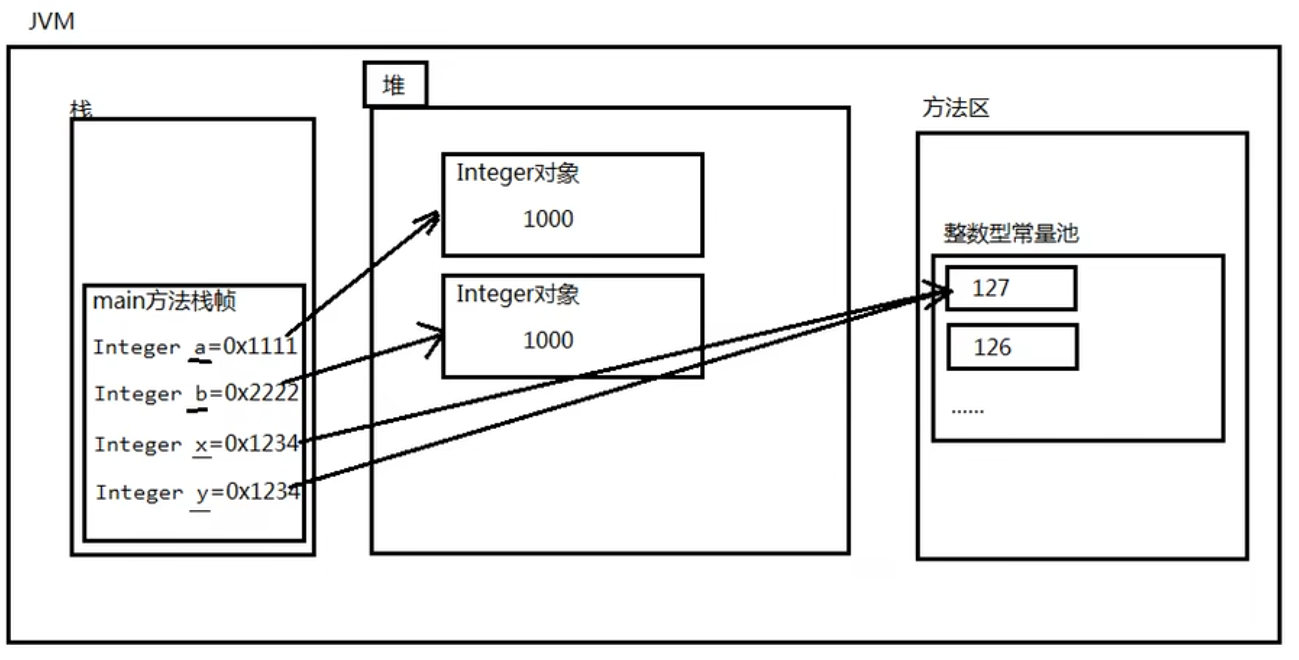 JVM
栈
堆
方法区
main方法栈帧
Integer a=0x1111
Integer b=0x2222
Integer x=0x1234
Integer y=0x1234
Integer对象
1000
Integer对象
1000
整数型常量池
127
126
......